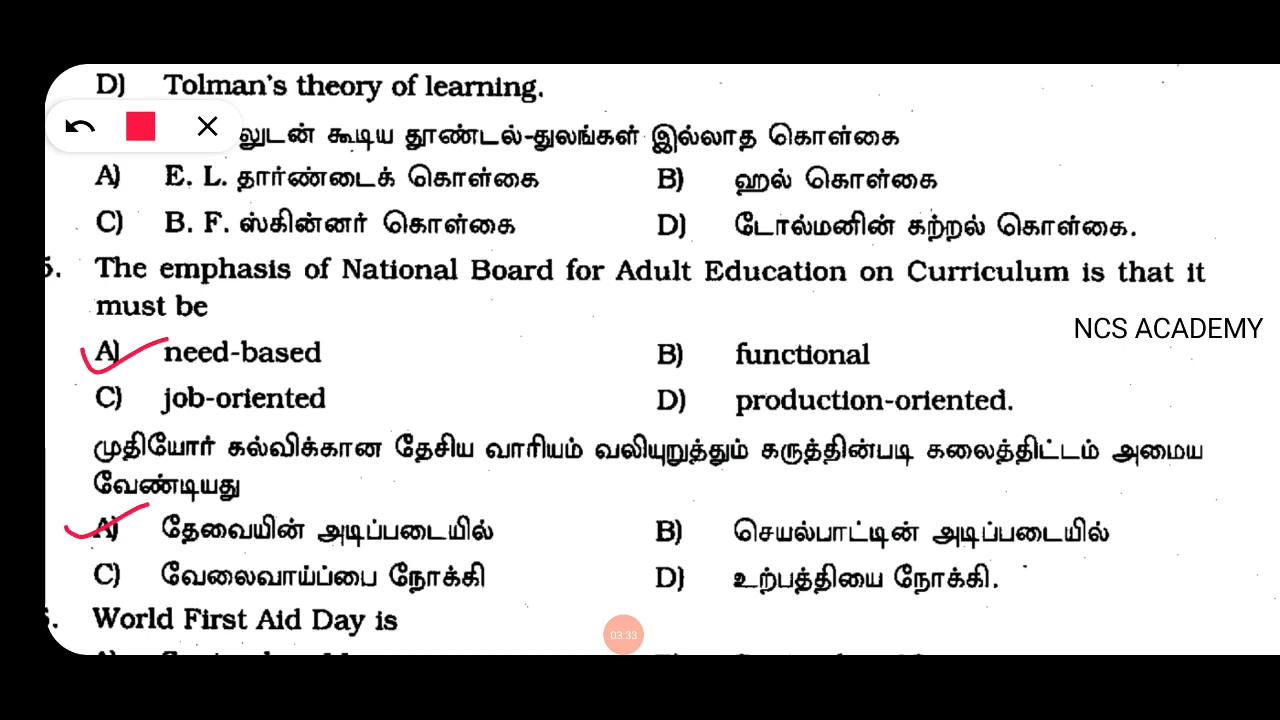 D) Tolman's theory of learning.
லுடன் கூடிய தூண்டல்-துலங்கள் இல்லாத கொள்கை
A) E. L. தார்ண்டைக் கொள்கை B) ஹல் கொள்கை
C) B. F. ஸ்கின்னர் கொள்கை D) டோல்மனின் கற்றல் கொள்கை.
5. The emphasis of National Board for Adult Education on Curriculum is that it
must be
NCS ACADEMY
A) need-based B) functional
C) job-oriented D) production-oriented.
முதியோர் கல்விக்கான தேசிய வாரியம் வலியுறுத்தும் கருத்தின்படி கலைத்திட்டம் அமைய
வேண்டியது
A) தேவையின் அடிப்படையில் B) செயல்பாட்டின் அடிப்படையில்
C) வேலைவாய்ப்பை நோக்கி D) உற்பத்தியை நோக்கி.
World First Aid Day is
03:33